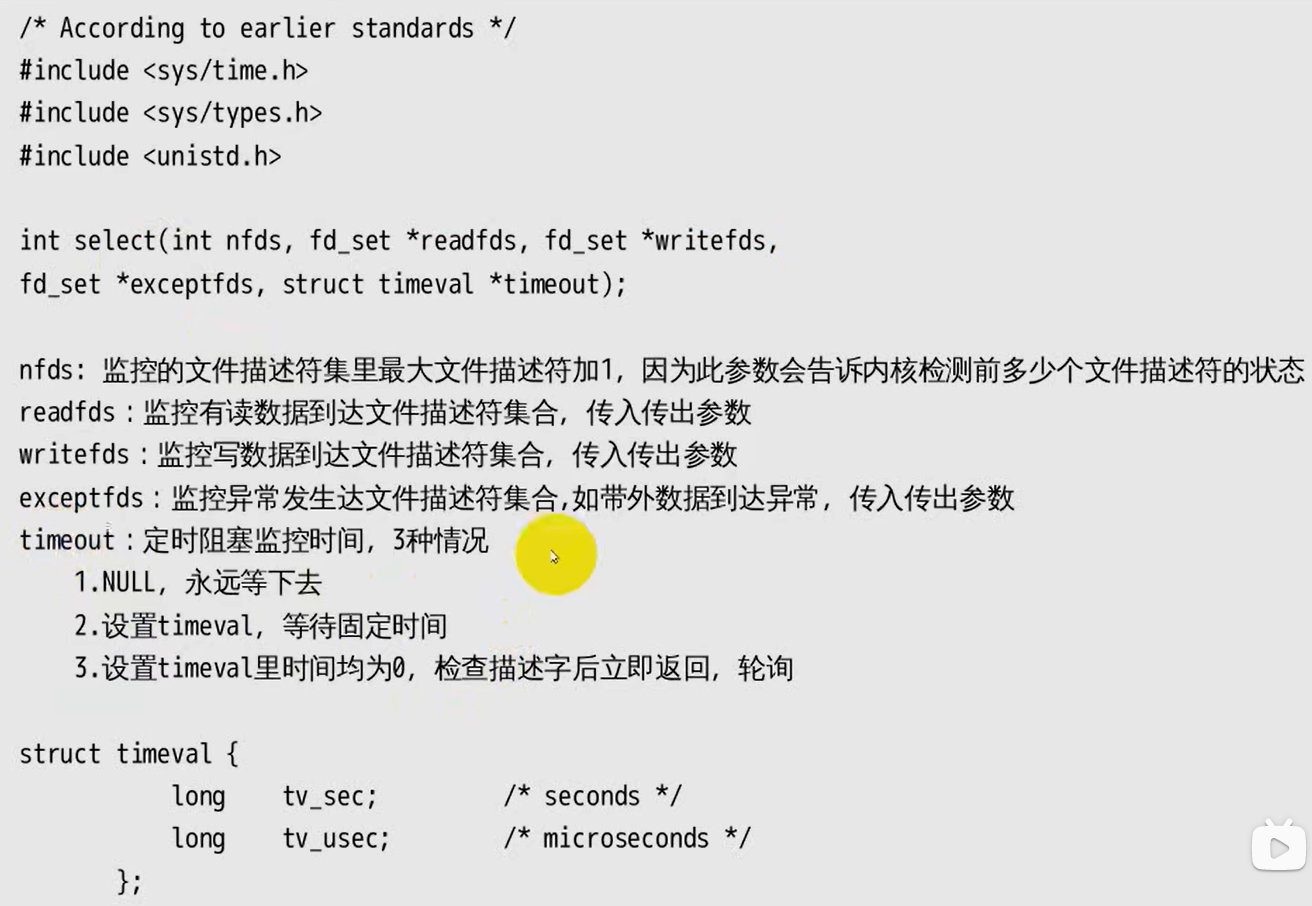 /* According to earlier standards */
#include <sys/time.h>
#include <sys/types.h>
#include <unistd.h>
int select(int nfds, fd_set *readfds, fd_set *writefds,
fd_set *exceptfds, struct timeval *timeout);
nfds: 监控的文件描述符集里最大文件描述符加1，因为此参数会告诉内核检测前多少个文件描述符的状态
readfds：监控有读数据到达文件描述符集合，传入传出参数
writefds：监控写数据到达文件描述符集合，传入传出参数
exceptfds：监控异常发生达文件描述符集合,如带外数据到达异常，传入传出参数
timeout：定时阻塞监控时间，3种情况
1.NULL，永远等下去
2.设置timeval，等待固定时间
3.设置timeval里时间均为0，检查描述字后立即返回，轮询
struct timeval {
long tv_sec; /* seconds */
long tv_usec; /* microseconds */
};